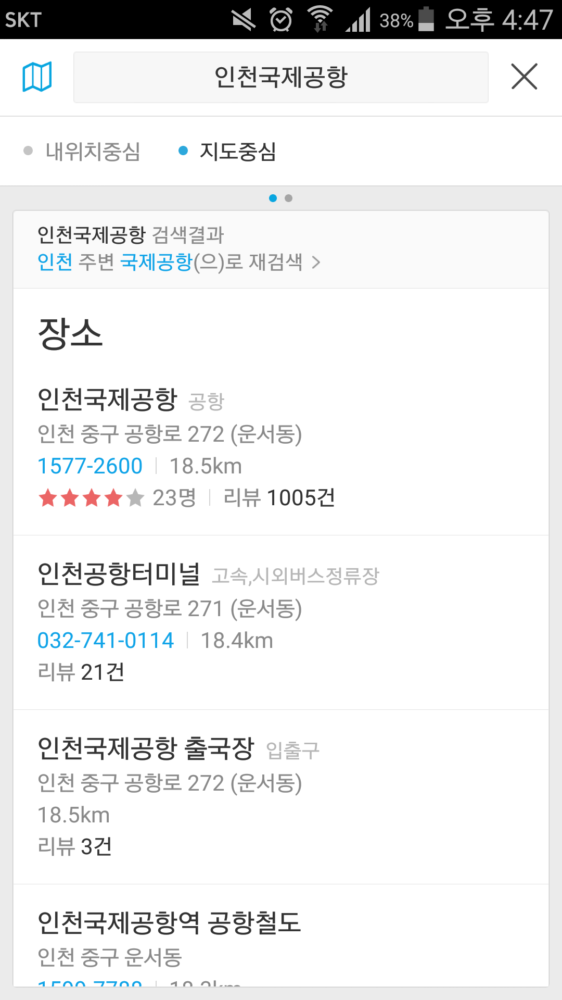 SKT 38% 오후 4:47
인천국제공항
내위치중심 지도중심
인천국제공항 검색결과
인천 주변 국제공항(으)로 재검색 >
장소
인천국제공항 공항
인천 중구 공항로 272 (운서동)
1577-2600 | 18.5km
23명 | 리뷰 1005건
인천공항터미널 고속,시외버스정류장
인천 중구 공항로 271 (운서동)
032-741-0114 | 18.4km
리뷰 21건
인천국제공항 출국장 입출구
인천 중구 공항로 272 (운서동)
18.5km
리뷰 3건
인천국제공항역 공항철도
인천 중구 운서동